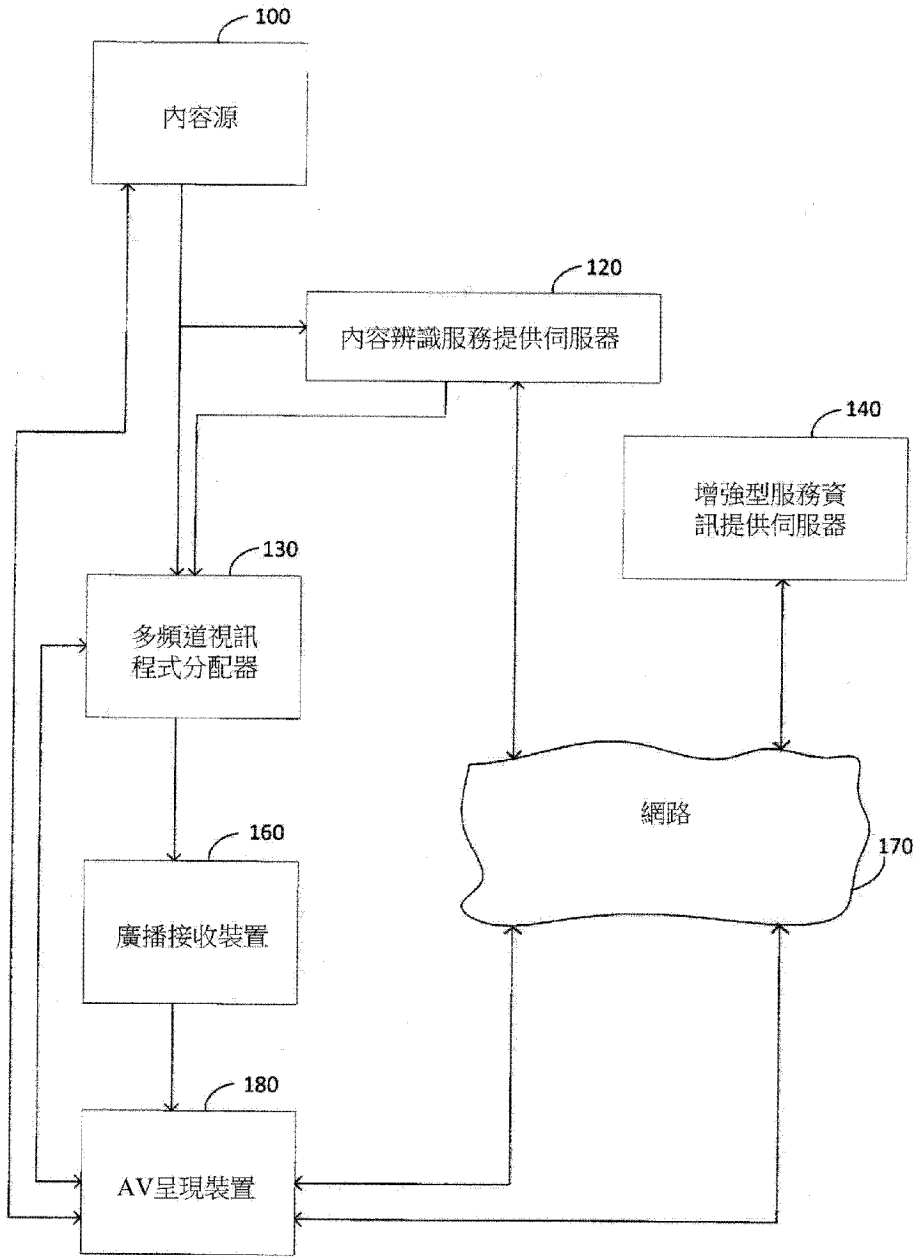 100
內容源
120
內容辨識服務提供伺服器
140
增強型服務資
訊提供伺服器
130
多頻道視訊
程式分配器
網路
160
170
廣播接收裝置
180
AV呈現裝置